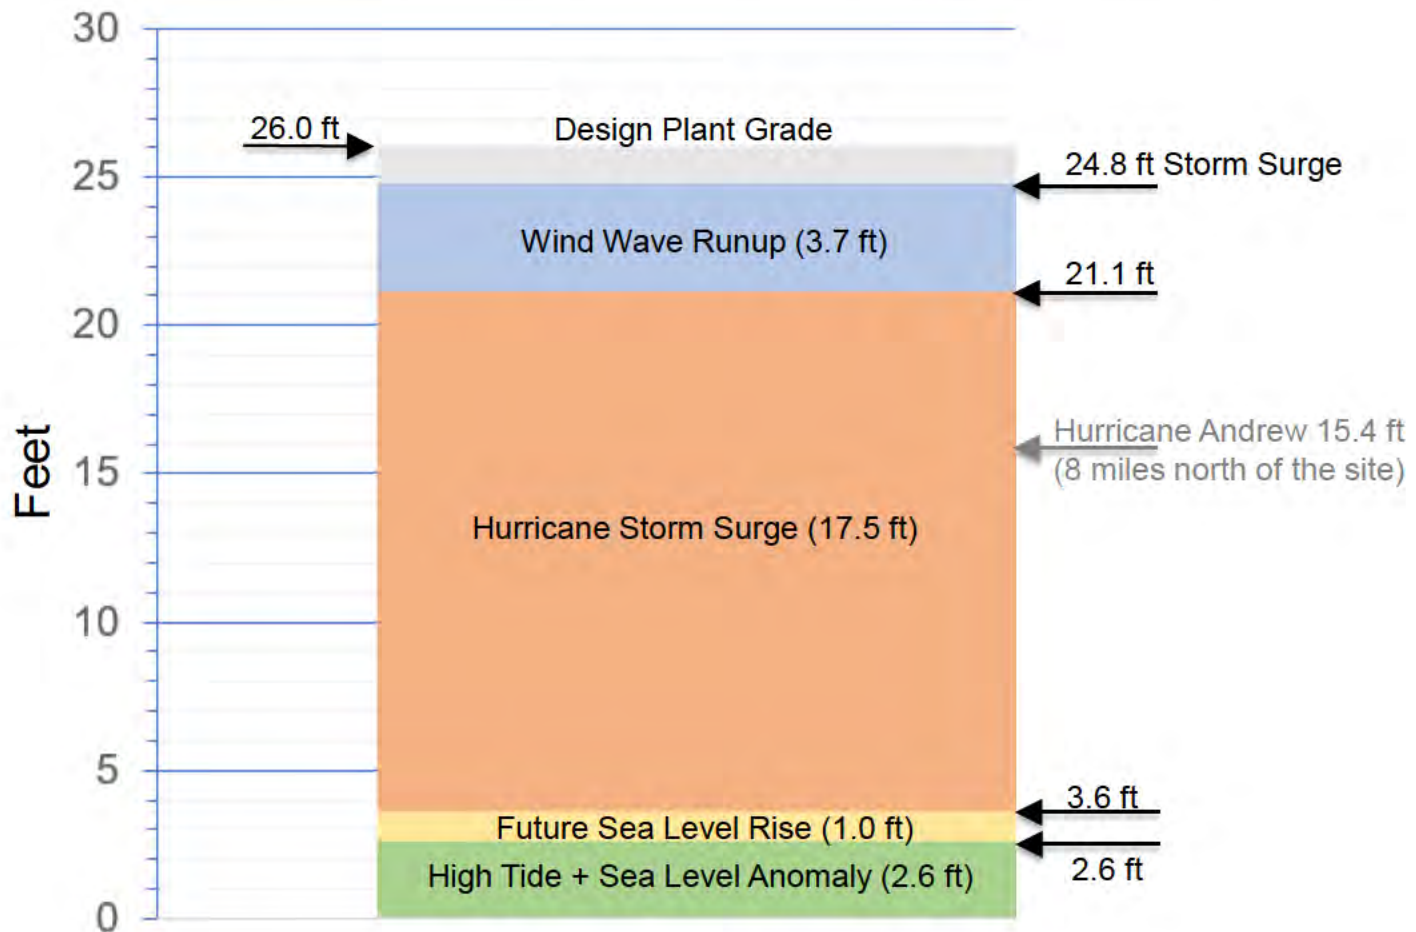 30
26.0 ft
Design Plant Grade
25
24.8 ft Storm Surge
Wind Wave Runup (3.7 ft)
21.1 ft
20
Hurricane Andrew 15.4 ft
(8 miles north of the site)
15
Feet
Hurricane Storm Surge (17.5 ft)
10
5
3.6 ft
Future Sea Level Rise (1.0 ft)
2.6 ft
High Tide + Sea Level Anomaly (2.6 ft)
0